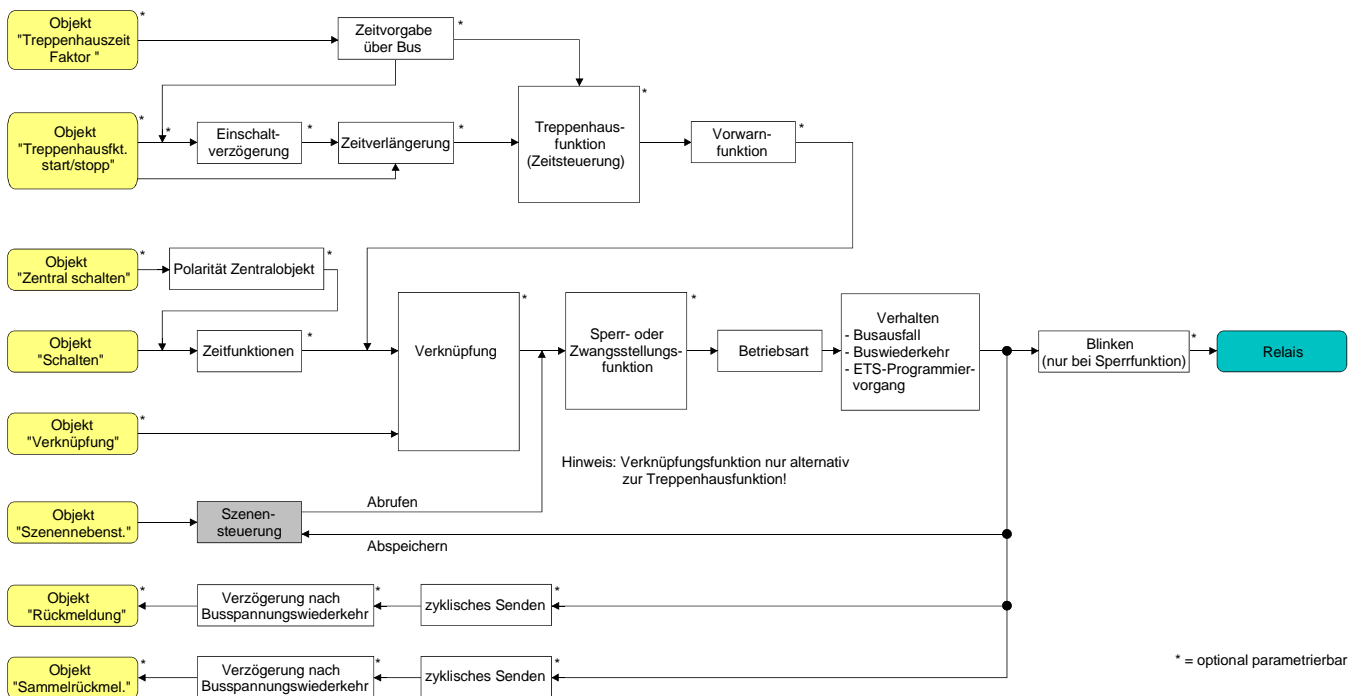 Objekt
"Treppenhauszeit
Faktor "
*
Zeitvorgabe
über Bus
*
Objekt
"Treppenhausfkt.
start/stopp"
*
*
Einschalt-
verzögerung
*
Zeitverlängerung
*
Treppenhaus-
funktion
(Zeitsteuerung)
*
Vorwarn-
funktion
*
Objekt
"Zentral schalten"
*
Polarität Zentralobjekt
*
Objekt
"Schalten"
*
Zeitfunktionen
*
Verknüpfung
*
Sperr- oder
Zwangsstellungs-
funktion
*
Betriebsart
Verhalten
- Busausfall
- Buswiederkehr
- ETS-Programmier-
vorgang
Blinken
(nur bei Sperrfunktion)
*
Relais
Objekt
"Verknüpfung"
*
Hinweis: Verknüpfungsfunktion nur alternativ
zur Treppenhausfunktion!
Objekt
"Szenennebenst."
Szenen-
steuerung
Abrufen
Abspeichern
Objekt
"Rückmeldung"
*
Verzögerung nach
Busspannungswiederkehr
*
zyklisches Senden
*
Objekt
"Sammelrückmel."
*
Verzögerung nach
Busspannungswiederkehr
*
zyklisches Senden
*
* = optional parametrierbar